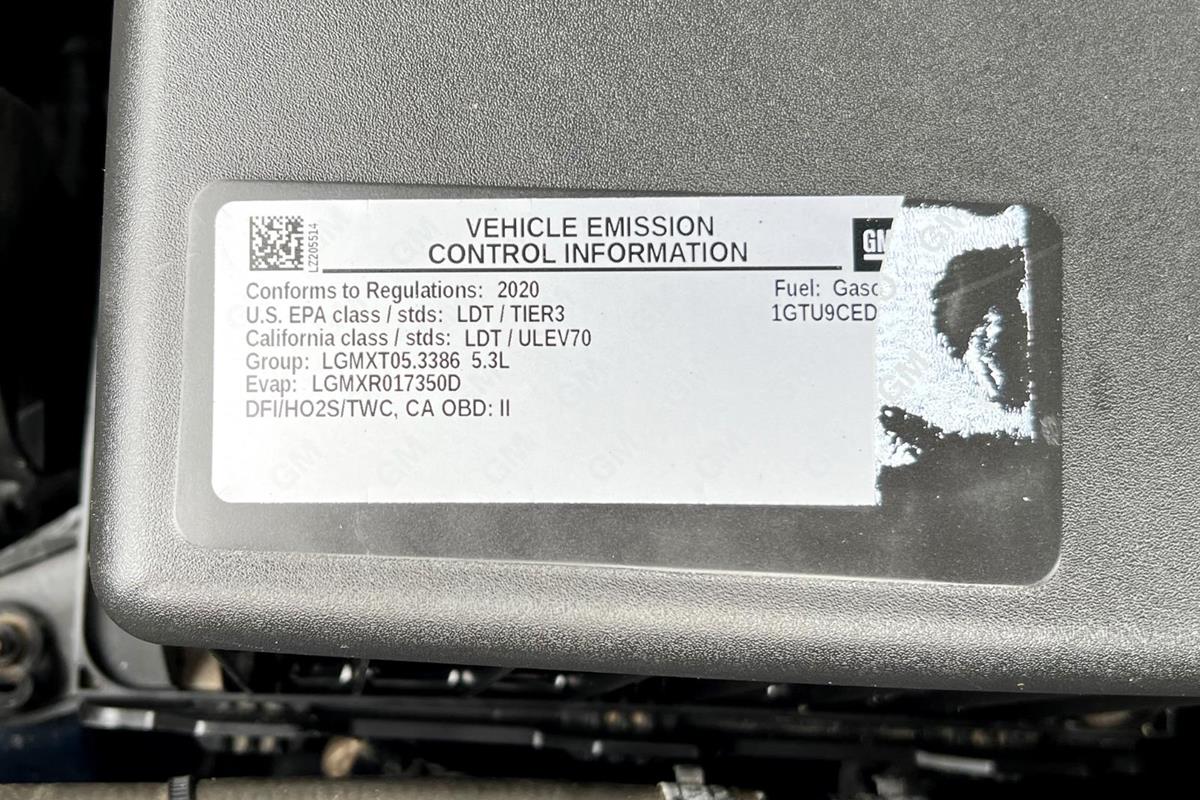 LZ205514
VEHICLE EMISSION
CONTROL INFORMATION
GM
Conforms to Regulations: 2020
Fuel: Gaso
U.S. EPA class / stds: LDT / TIER3
1GTU9CED
California class / stds: LDT / ULEV70
Group: LGMXT05.3386 5.3L
Evap: LGMXR017350D
DFI/HO2S/TWC, CA OBD: II